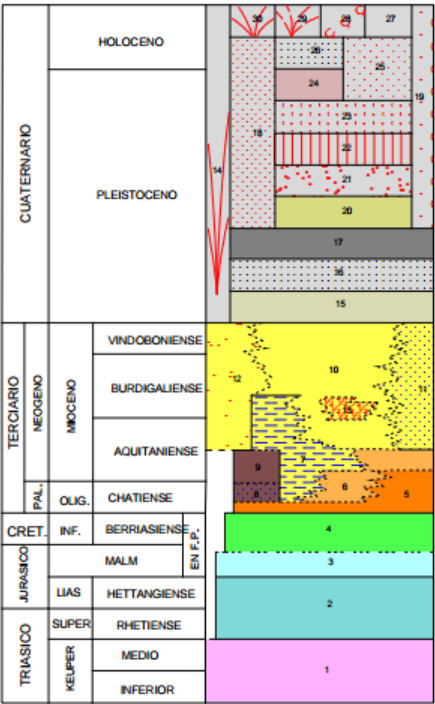 HOLOCENO
30 29 28 27
26 25
24
CUATERNARIO
19
23
18
22
14
PLEISTOCENO
21
20
17
16
15
TERCIARIO
NEOGENO
MIOCENO
VINDOBONIENSE
10
BURDIGALIENSE
12 11
13
AQUITANIENSE
9 7
PAL.
OLIG.
CHATIENSE
8 6 5
CRET.
INF.
BERRIASIENSE
EN F.P.
4
JURASICO
MALM
3
LIAS
HETTANGIENSE
2
TRIASICO
SUPER
RHETIENSE
KEUPER
MEDIO
1
INFERIOR